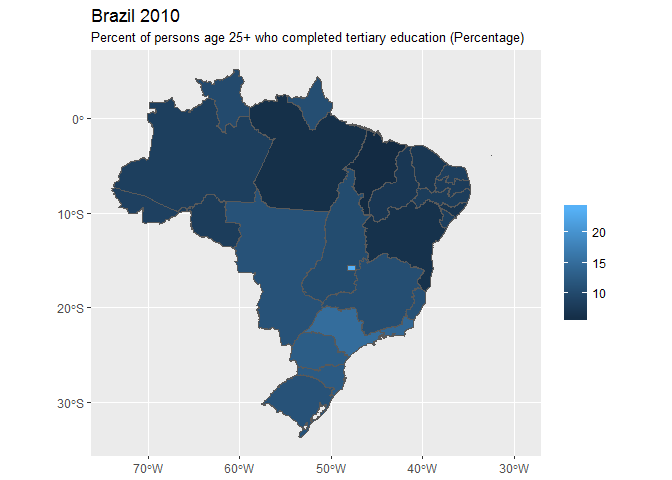 Brazil 2010
Percent of persons age 25+ who completed tertiary education (Percentage)
0°
10°S
20°S
30°S
70°W
60°W
50°W
40°W
30°W
20
15
10